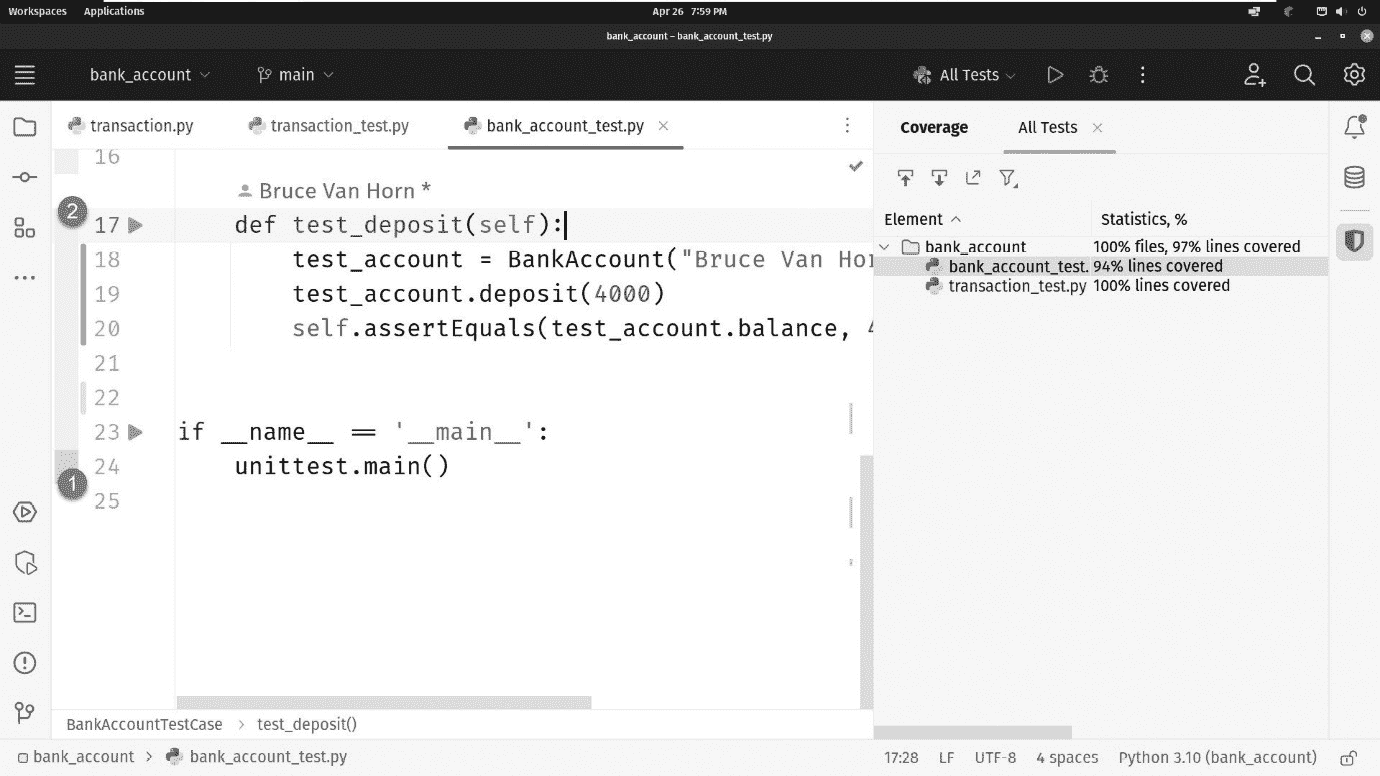 Workspaces Applications Apr 26 7:59 PM
bank_account – bank_account_test.py
bank_account main All Tests
transaction.py transaction_test.py bank_account_test.py
16
Bruce Van Horn *
2
17 def test_deposit(self):
18 test_account = BankAccount("Bruce Van Hor
19 test_account.deposit(4000)
20 self.assertEquals(test_account.balance, 4
21
22
23 if __name__ == '__main__':
24 unittest.main()
1
25
BankAccountTestCase > test_deposit()
Coverage All Tests
Element Statistics, %
bank_account 100% files, 97% lines covered
bank_account_test. 94% lines covered
transaction_test.py 100% lines covered
bank_account > bank_account_test.py 17:28 LF UTF-8 4 spaces Python 3.10 (bank_account)